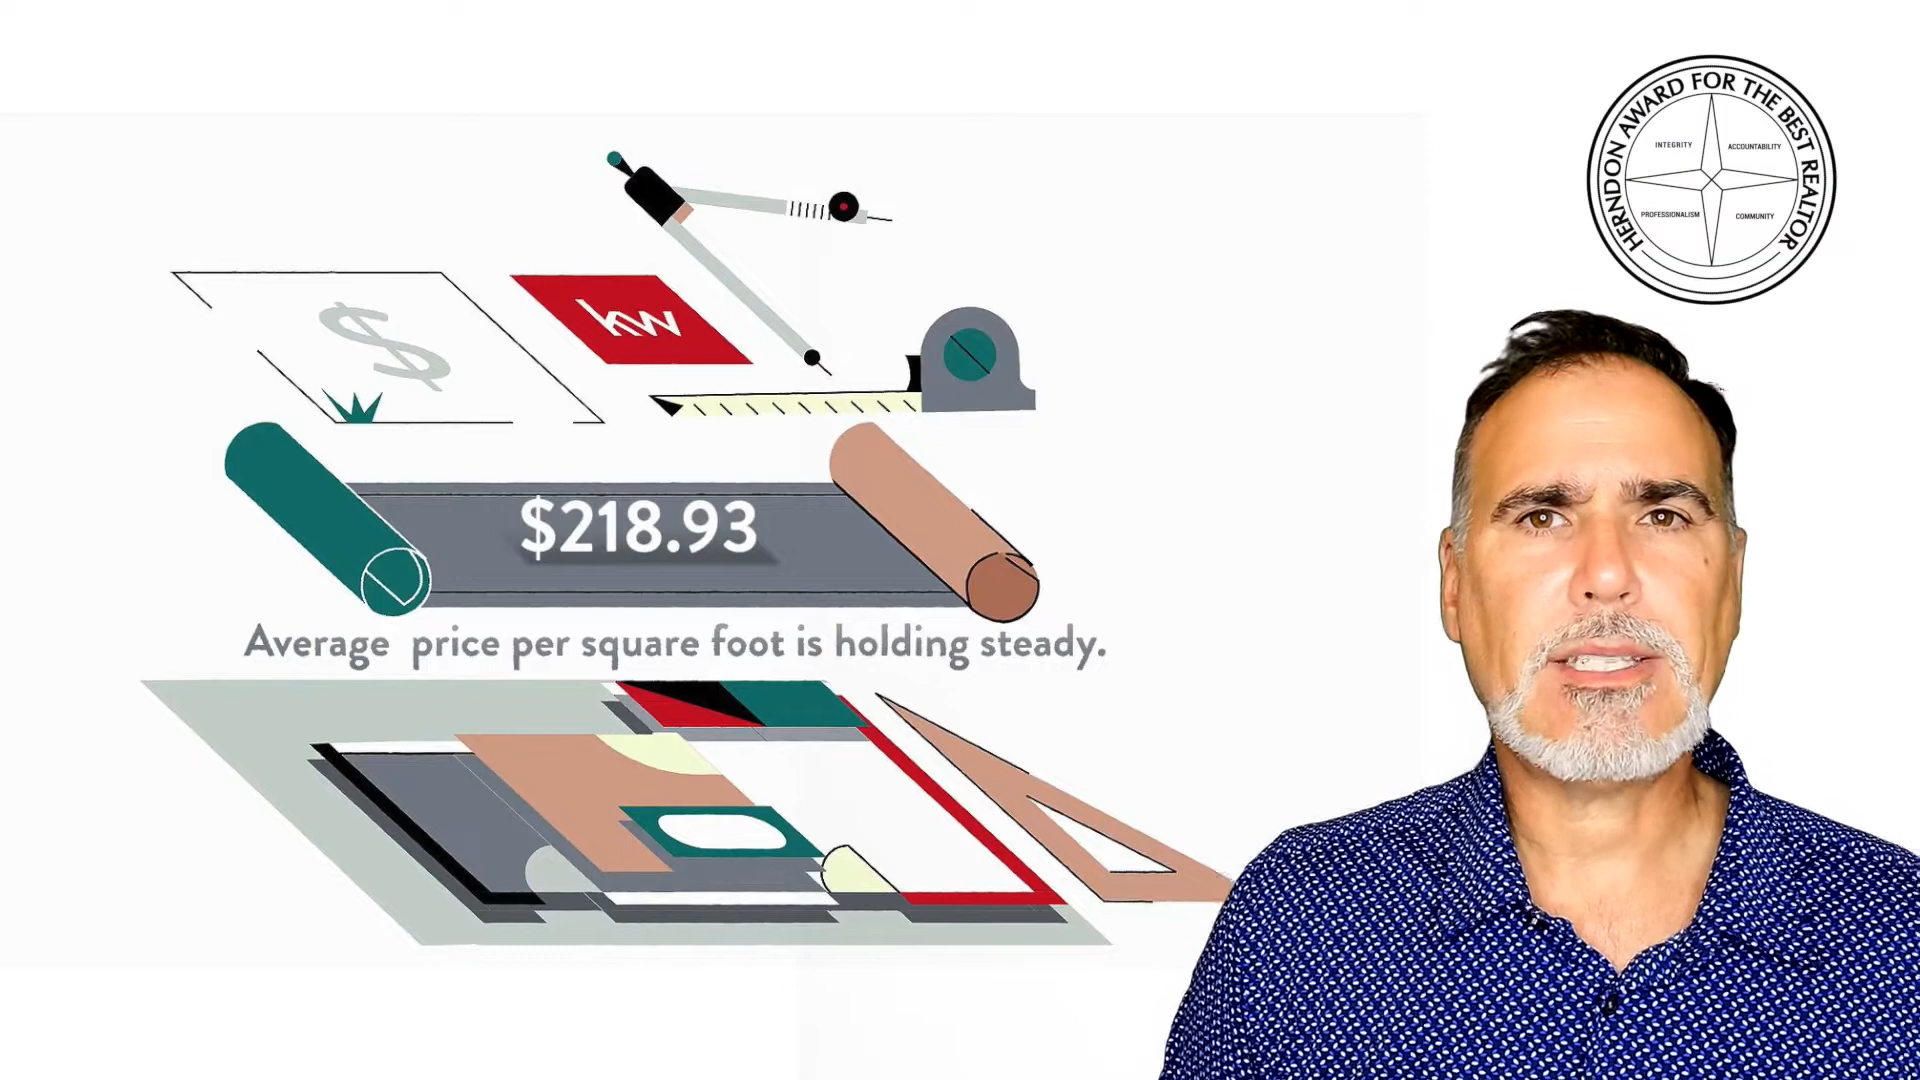 HERNDON AWARD FOR THE BEST REALTOR
INTEGRITY
ACCOUNTABILITY
PROFESSIONALISM
COMMUNITY
$
kw
$218.93
Average price per square foot is holding steady.